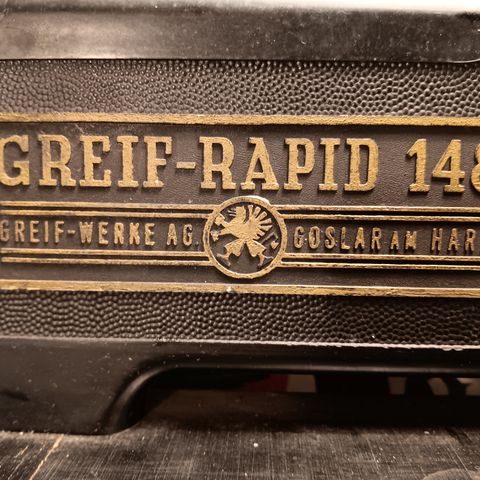 GREIF-RAPID 148
GREIF-WERKE AG. GOSLAR AM HAR